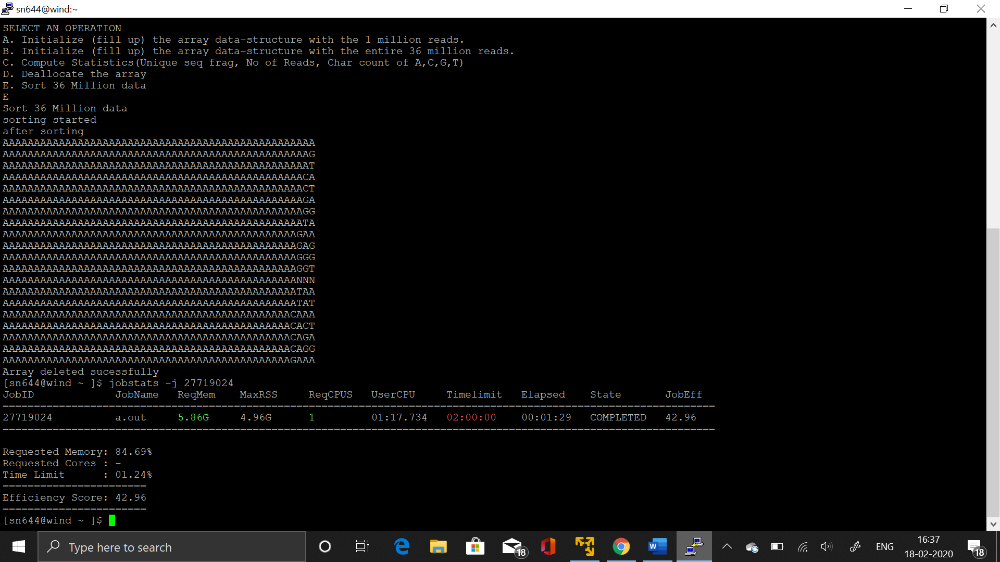 sn644@wind:~
SELECT AN OPERATION
A. Initialize (fill up) the array data-structure with the 1 million reads.
B. Initialize (fill up) the array data-structure with the entire 36 million reads.
C. Compute Statistics(Unique seq frag, No of Reads, Char count of A,C,G,T)
D. Deallocate the array
E. Sort 36 Million data
E
Sort 36 Million data
sorting started
after sorting
AAAAAAAAAAAAAAAAAAAAAAAAAAAAAAAAAAAAAAAAAAAAAAAAAA
AAAAAAAAAAAAAAAAAAAAAAAAAAAAAAAAAAAAAAAAAAAAAAAAAG
AAAAAAAAAAAAAAAAAAAAAAAAAAAAAAAAAAAAAAAAAAAAAAAAAT
AAAAAAAAAAAAAAAAAAAAAAAAAAAAAAAAAAAAAAAAAAAAAAAACA
AAAAAAAAAAAAAAAAAAAAAAAAAAAAAAAAAAAAAAAAAAAAAAAACT
AAAAAAAAAAAAAAAAAAAAAAAAAAAAAAAAAAAAAAAAAAAAAAAAGA
AAAAAAAAAAAAAAAAAAAAAAAAAAAAAAAAAAAAAAAAAAAAAAAAGG
AAAAAAAAAAAAAAAAAAAAAAAAAAAAAAAAAAAAAAAAAAAAAAAATA
AAAAAAAAAAAAAAAAAAAAAAAAAAAAAAAAAAAAAAAAAAAAAAAGAA
AAAAAAAAAAAAAAAAAAAAAAAAAAAAAAAAAAAAAAAAAAAAAAAGAG
AAAAAAAAAAAAAAAAAAAAAAAAAAAAAAAAAAAAAAAAAAAAAAAGGG
AAAAAAAAAAAAAAAAAAAAAAAAAAAAAAAAAAAAAAAAAAAAAAAGGT
AAAAAAAAAAAAAAAAAAAAAAAAAAAAAAAAAAAAAAAAAAAAAAANNN
AAAAAAAAAAAAAAAAAAAAAAAAAAAAAAAAAAAAAAAAAAAAAAATAA
AAAAAAAAAAAAAAAAAAAAAAAAAAAAAAAAAAAAAAAAAAAAAAATAT
AAAAAAAAAAAAAAAAAAAAAAAAAAAAAAAAAAAAAAAAAAAAAACAAA
AAAAAAAAAAAAAAAAAAAAAAAAAAAAAAAAAAAAAAAAAAAAAACACT
AAAAAAAAAAAAAAAAAAAAAAAAAAAAAAAAAAAAAAAAAAAAAACAGA
AAAAAAAAAAAAAAAAAAAAAAAAAAAAAAAAAAAAAAAAAAAAAACAGG
AAAAAAAAAAAAAAAAAAAAAAAAAAAAAAAAAAAAAAAAAAAAAAGAAA
Array deleted sucessfully
[sn644@wind ~ ]$ jobstats -j 27719024
JobID JobName ReqMem MaxRSS ReqCPUS UserCPU Timelimit Elapsed State JobEff
==================================================================================================================
27719024 a.out 5.86G 4.96G 1 01:17.734 02:00:00 00:01:29 COMPLETED 42.96
==================================================================================================================
Requested Memory: 84.69%
Requested Cores : -
Time Limit : 01.24%
=======================
Efficiency Score: 42.96
=======================
[sn644@wind ~ ]$
Type here to search
18
ENG
16:37
18-02-2020
18